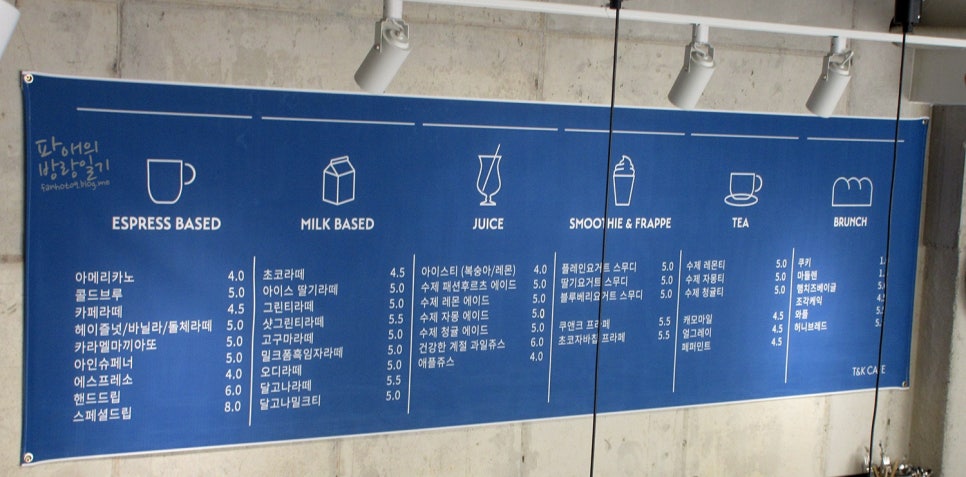 파애의
방랑일기
fanphoto9.blog.me
ESPRESS BASED
아메리카노 4.0
콜드브루 5.0
카페라떼 4.5
헤이즐넛/바닐라/돌체라떼 5.0
카라멜마끼아또 5.0
아인슈페너 5.0
에스프레소 4.0
핸드드립 6.0
스페셜드립 8.0
MILK BASED
초코라떼 4.5
아이스 딸기라떼 5.0
그린티라떼 5.0
샷그린티라떼 5.5
고구마라떼 5.0
밀크폼흑임자라떼 5.0
오디라떼 5.0
달고나라떼 5.5
달고나밀크티 5.0
JUICE
아이스티 (복숭아/레몬) 4.0
수제 패션후르츠 에이드 5.0
수제 레몬 에이드 5.0
수제 자몽 에이드 5.0
수제 청귤 에이드 5.0
건강한 계절 과일쥬스 6.0
애플쥬스 4.0
SMOOTHIE & FRAPPE
플레인요거트 스무디 5.0
딸기요거트 스무디 5.0
블루베리요거트 스무디 5.0
쿠앤크 프라페 5.5
초코자바칩 프라페 5.5
TEA
수제 레몬티 5.0
수제 자몽티 5.0
수제 청귤티 5.0
캐모마일 4.5
얼그레이 4.5
페퍼민트 4.5
BRUNCH
쿠키
마들렌
햄치즈베이글
조각케익
와플
허니브레드
T&K CAFE